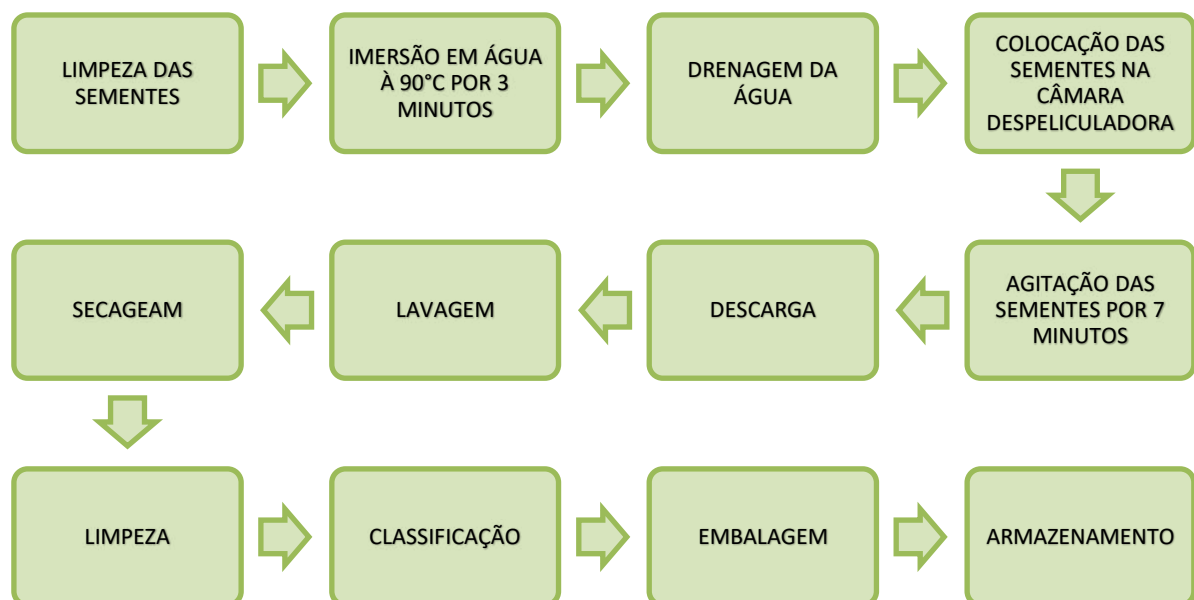 LIMPEZA DAS
SEMENTES
IMERSÃO EM ÁGUA
À 90°C POR 3
MINUTOS
DRENAGEM DA
ÁGUA
COLOCAÇÃO DAS
SEMENTES NA
CÂMARA
DESPELICULADORA
AGITAÇÃO DAS
SEMENTES POR 7
MINUTOS
DESCARGA
LAVAGEM
SECAGEAM
LIMPEZA
CLASSIFICAÇÃO
EMBALAGEM
ARMAZENAMENTO